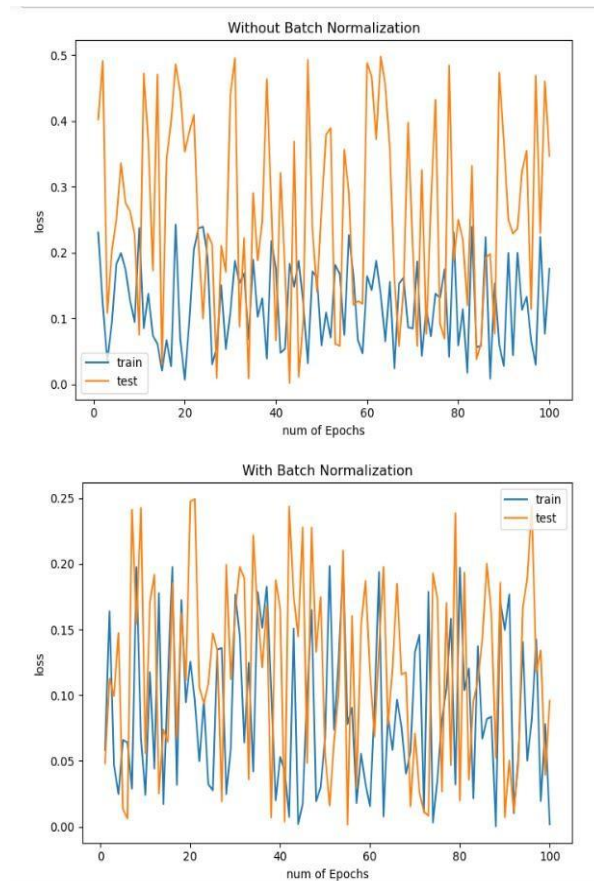 Without Batch Normalization
0.5
0.4
0.3
0.2
0.1
0.0
loss
train
test
0 20 40 60 80 100
num of Epochs
With Batch Normalization
0.25
0.20
0.15
0.10
0.05
0.00
loss
train
test
0 20 40 60 80 100
num of Epochs